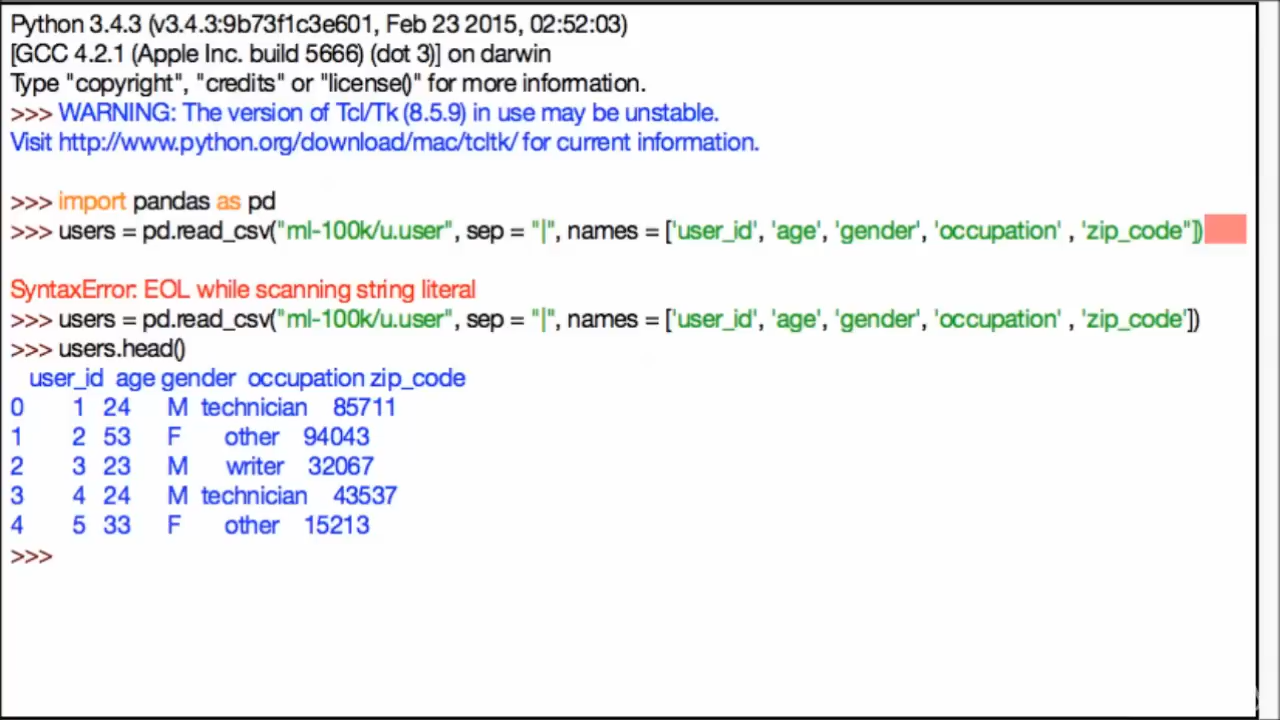 Python 3.4.3 (v3.4.3:9b73f1c3e601, Feb 23 2015, 02:52:03)
[GCC 4.2.1 (Apple Inc. build 5666) (dot 3)] on darwin
Type "copyright", "credits" or "license()" for more information.
>>> WARNING: The version of Tcl/Tk (8.5.9) in use may be unstable.
Visit http://www.python.org/download/mac/tcltk/ for current information.
>>> import pandas as pd
>>> users = pd.read_csv("ml-100k/u.user", sep = "|", names = ['user_id', 'age', 'gender', 'occupation' , 'zip_code"])
SyntaxError: EOL while scanning string literal
>>> users = pd.read_csv("ml-100k/u.user", sep = "|", names = ['user_id', 'age', 'gender', 'occupation' , 'zip_code'])
>>> users.head()
user_id age gender occupation zip_code
0 1 24 M technician 85711
1 2 53 F other 94043
2 3 23 M writer 32067
3 4 24 M technician 43537
4 5 33 F other 15213
>>>